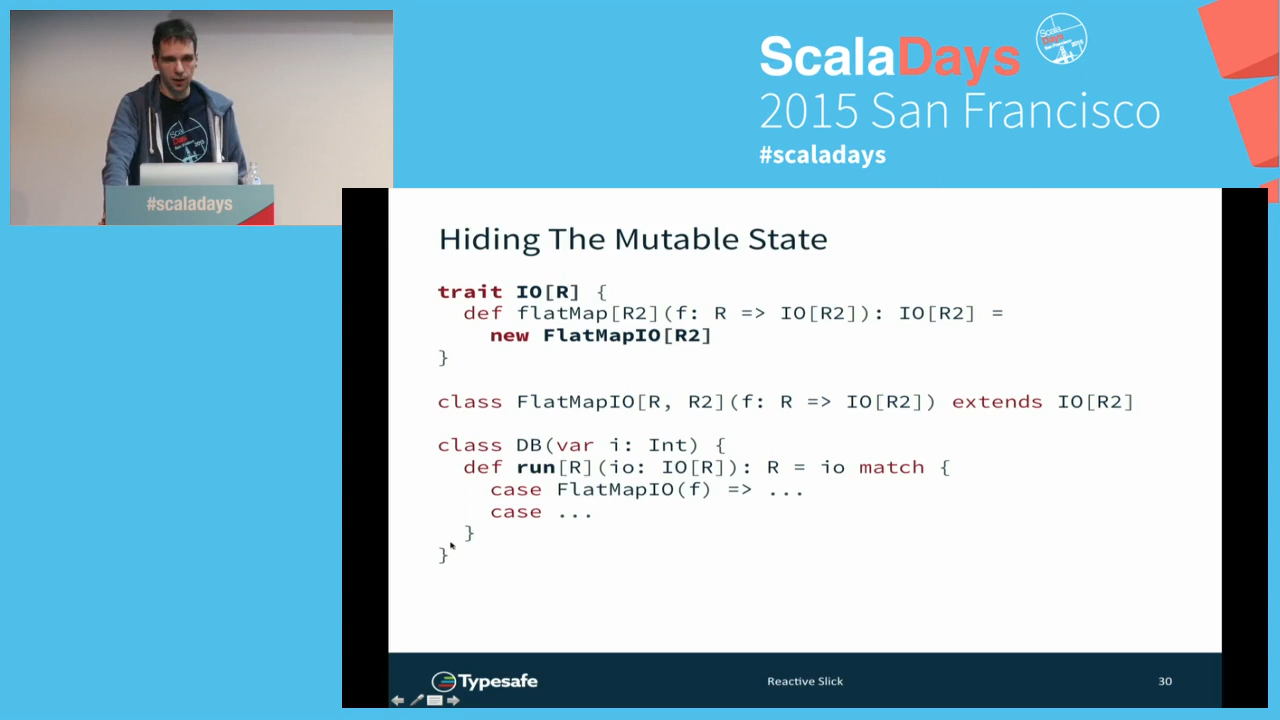 ScalaDays
2015 San Francisco
#scaladays
#scaladays
Hiding The Mutable State
trait IO[R] {
  def flatMap[R2](f: R => IO[R2]): IO[R2] =
    new FlatMapIO[R2]
}
class FlatMapIO[R, R2](f: R => IO[R2]) extends IO[R2]
class DB(var i: Int) {
  def run[R](io: IO[R]): R = io match {
    case FlatMapIO(f) => ...
    case ...
  }
}
Typesafe
Reactive Slick
30